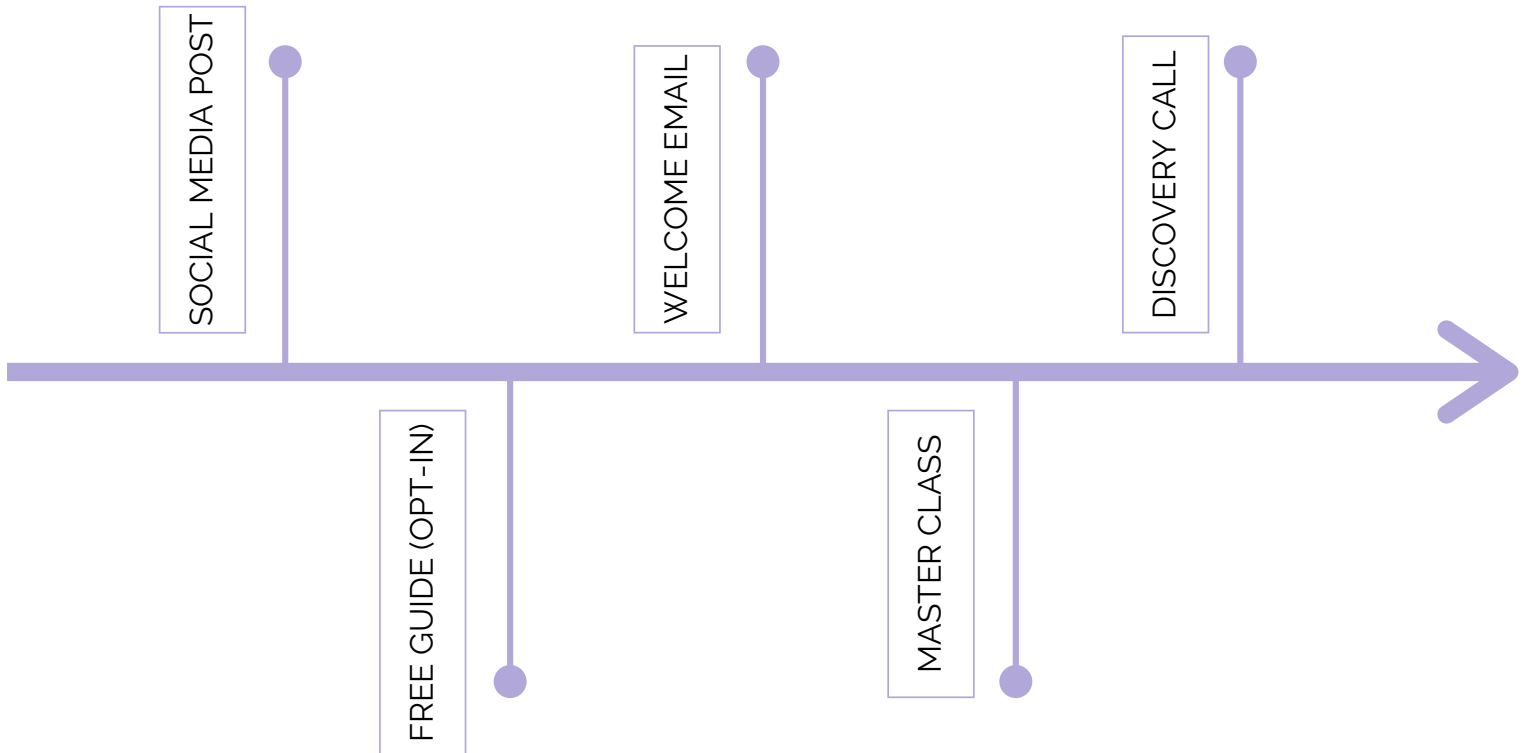 SOCIAL MEDIA POST
FREE GUIDE (OPT-IN)
WELCOME EMAIL
MASTER CLASS
DISCOVERY CALL